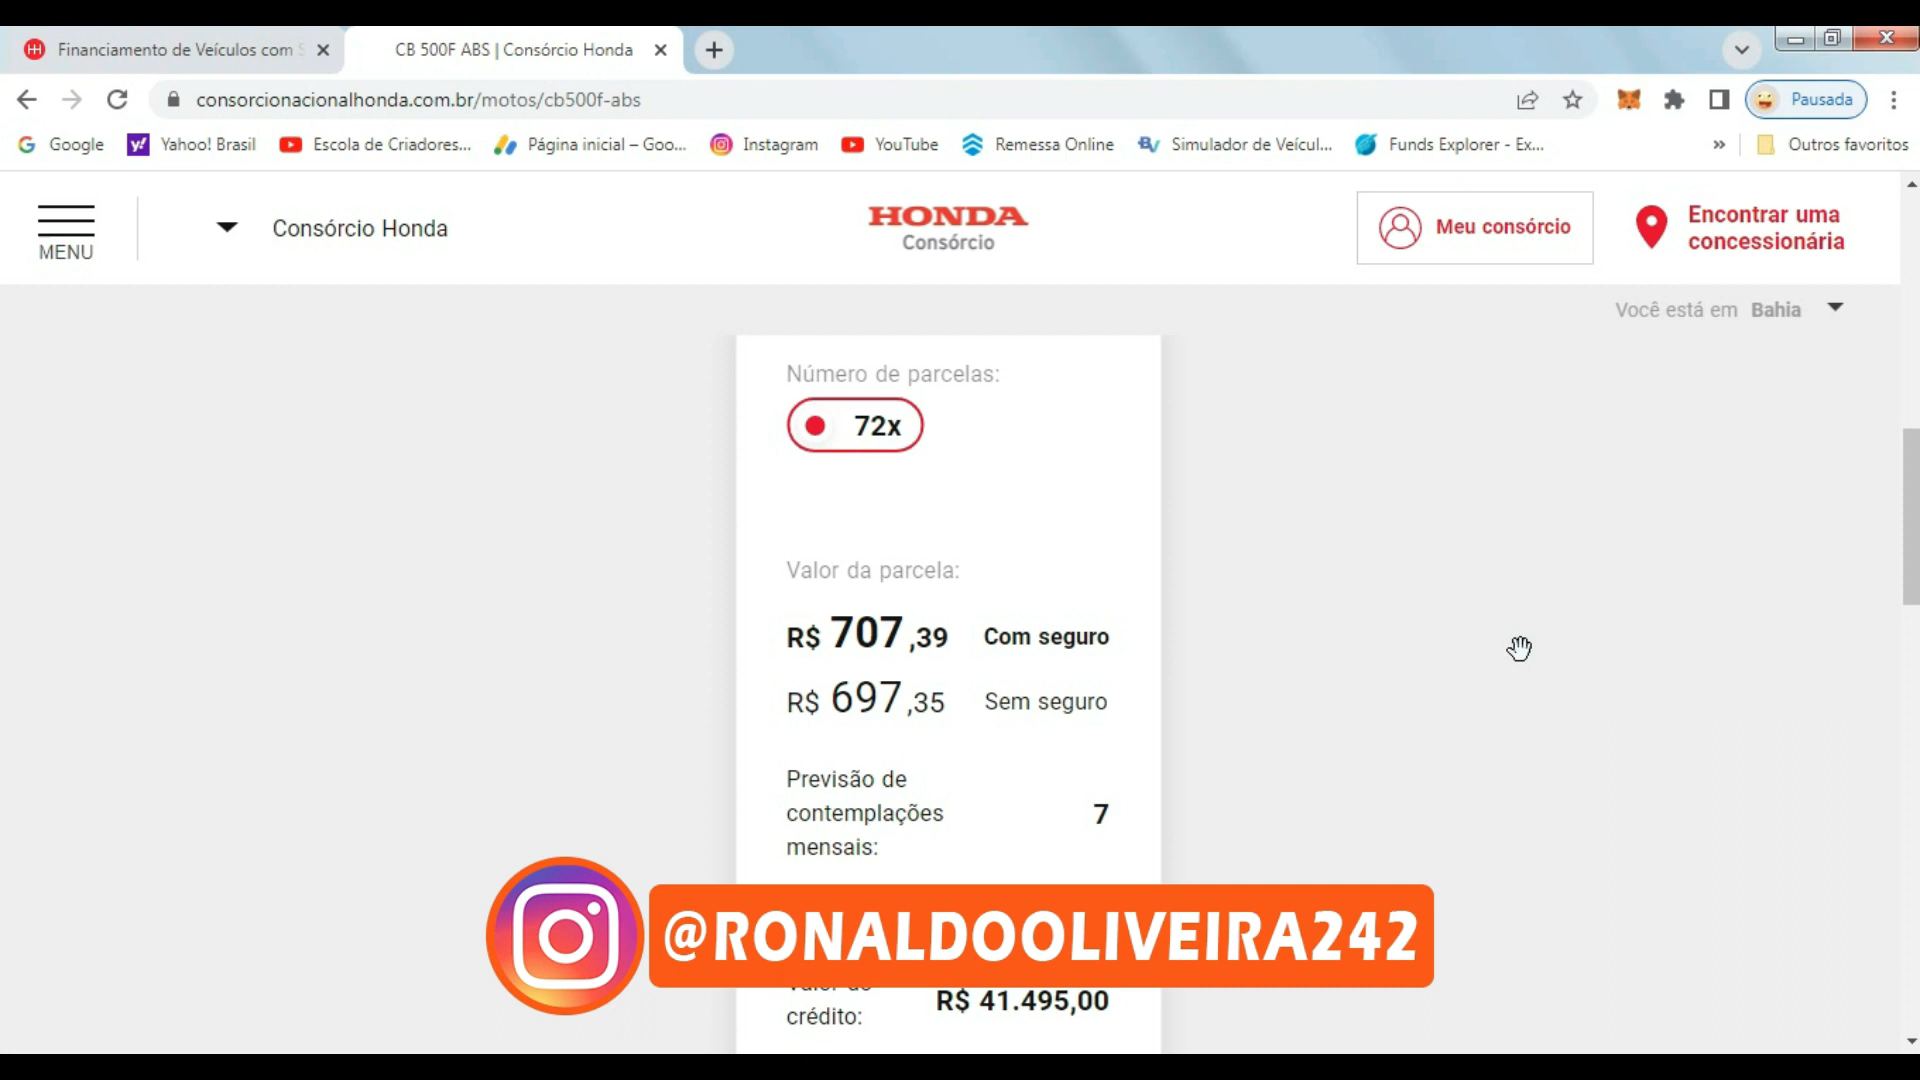 Financiamento de Veículos com S
CB 500F ABS | Consórcio Honda
consorcionacionalhonda.com.br/motos/cb500f-abs
Pausada
Google
Yahoo! Brasil
Escola de Criadores...
Página inicial – Goo...
Instagram
YouTube
Remessa Online
Simulador de Veícul...
Funds Explorer - Ex...
»
Outros favoritos
MENU
Consórcio Honda
HONDA
Consórcio
Meu consórcio
Encontrar uma
concessionária
Você está em Bahia
Número de parcelas:
72x
Valor da parcela:
R$ 707,39 Com seguro
R$ 697,35 Sem seguro
Previsão de
contemplações
mensais:
7
@RONALDOOLIVEIRA242
crédito:
R$ 41.495,00